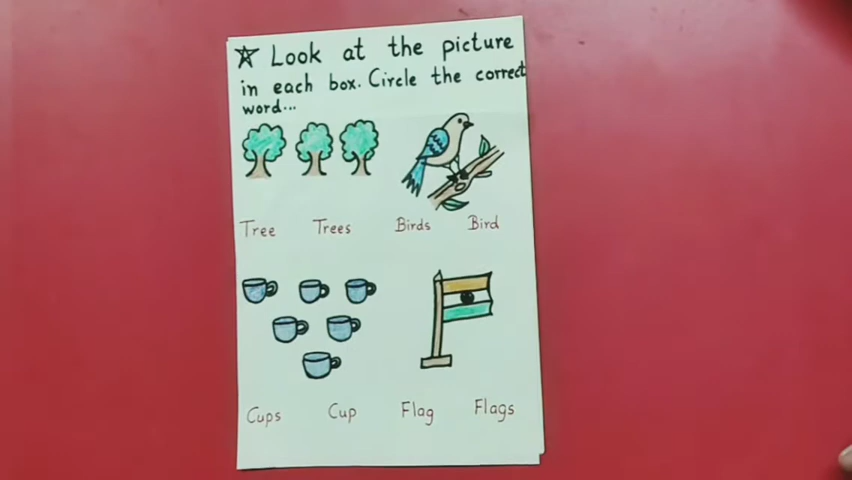 Look at the picture
in each box. Circle the correct
word...
Tree Trees Birds Bird
Cups Cup Flag Flags